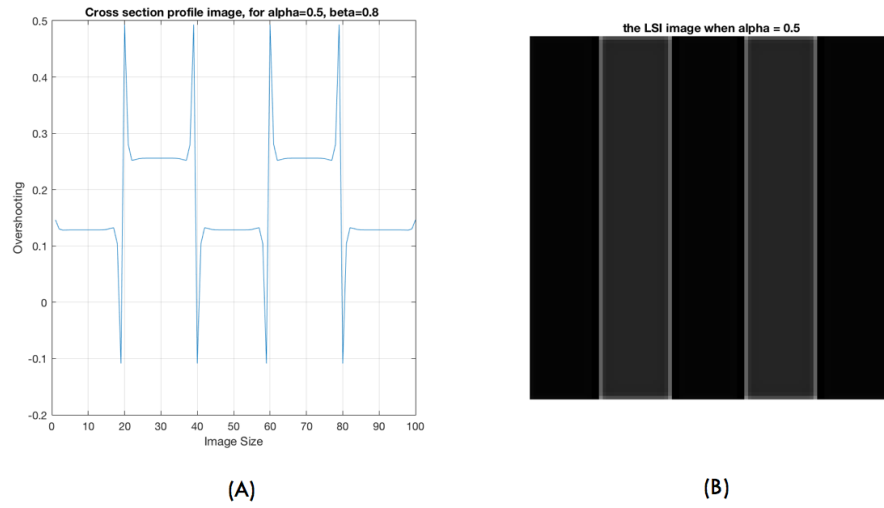 Cross section profile image, for alpha=0.5, beta=0.8
0.5
0.4
0.3
0.2
0.1
0
-0.1
-0.2
Overshooting
0 10 20 30 40 50 60 70 80 90 100
Image Size
(A)
the LSI image when alpha = 0.5
(B)